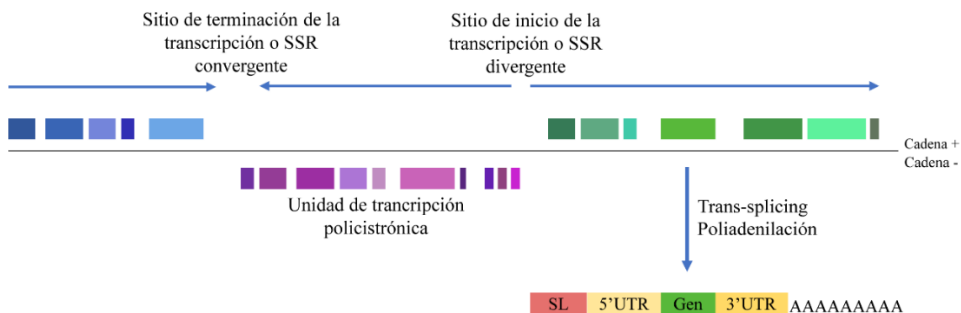 Sitio de terminación de la
transcripción o SSR
convergente
Sitio de inicio de la
transcripción o SSR
divergente
Cadena +
Cadena -
Unidad de trancripción
policistrónica
Trans-splicing
Poliadenilación
SL 5’UTR Gen 3’UTR AAAAAAAAA